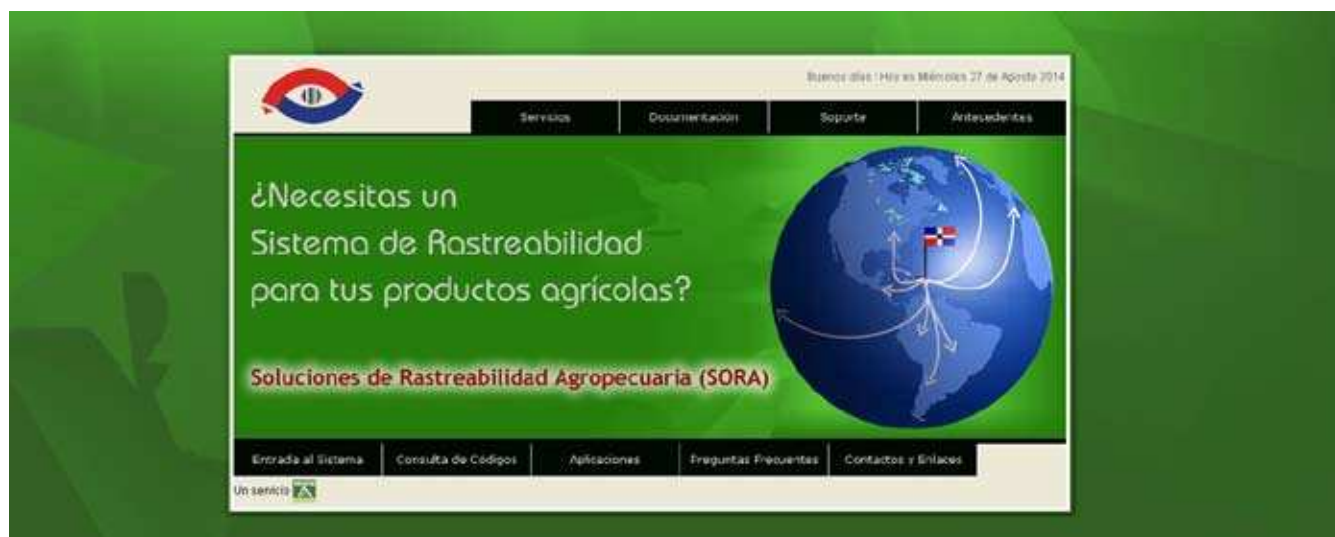 Buenos días ! Hoy es Miércoles 27 de Agosto 2014
Servicios Documentación Soporte Antecedentes
¿Necesitas un
Sistema de Rastreabilidad
para tus productos agrícolas?
Soluciones de Rastreabilidad Agropecuaria (SORA)
Entrada al Sistema Consulta de Códigos Aplicaciones Preguntas Frecuentes Contactos y Enlaces
Un servicio